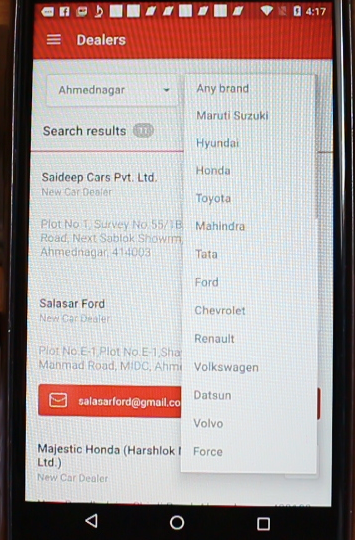 4:17
Dealers
Ahmednagar
Any brand
Maruti Suzuki
Hyundai
Honda
Toyota
Mahindra
Tata
Ford
Chevrolet
Renault
Volkswagen
Datsun
Volvo
Force
Search results
Saideep Cars Pvt. Ltd.
New Car Dealer
Plot No 1, Survey No.55/1B
Road, Next Sablok Showrm,
Ahmednagar, 414003
Salasar Ford
New Car Dealer
Plot No.E-1,Plot No.E-1,Sha
Manmad Road, MIDC, Ahm
salasarford@gmail.co
Majestic Honda (Harshlok
Ltd.)
New Car Dealer